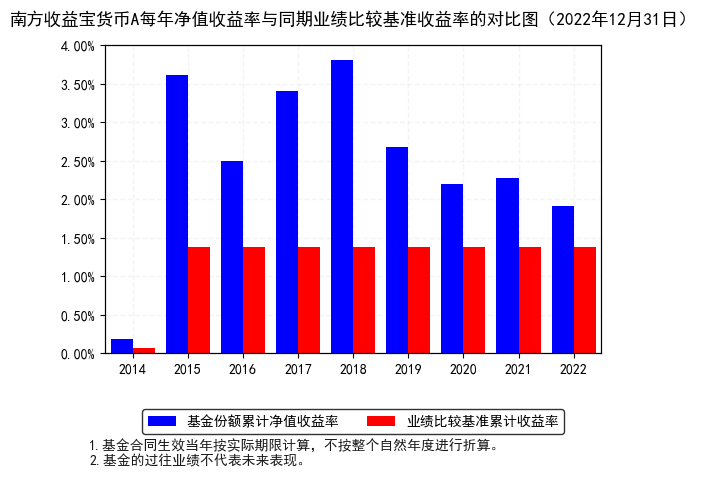 南方收益宝货币A每年净值收益率与同期业绩比较基准收益率的对比图（2022年12月31日）
4.00%
3.50%
3.00%
2.50%
2.00%
1.50%
1.00%
0.50%
0.00%
2014 2015 2016 2017 2018 2019 2020 2021 2022
基金份额累计净值收益率 业绩比较基准累计收益率
1.基金合同生效当年按实际期限计算，不按整个自然年度进行折算。
2.基金的过往业绩不代表未来表现。